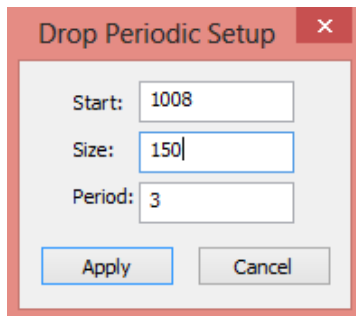 Drop Periodic Setup
Start: 1008
Size: 150
Period: 3
Apply Cancel